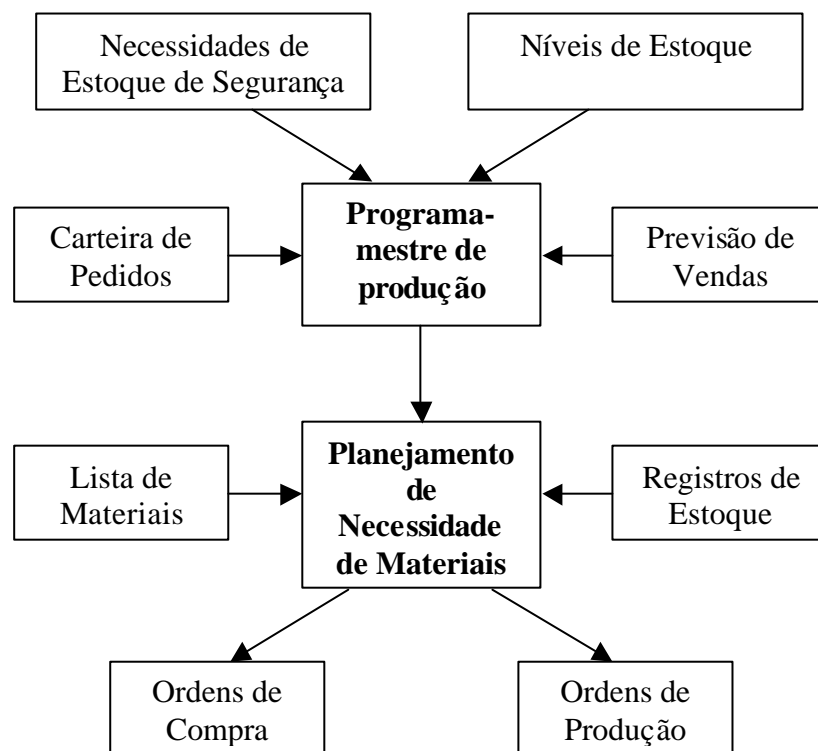 Necessidades de
Estoque de Segurança
Níveis de Estoque
Carteira de
Pedidos
Programa-
mestre de
produção
Previsão de
Vendas
Lista de
Materiais
Planejamento
de
Necessidade
de Materiais
Registros de
Estoque
Ordens de
Compra
Ordens de
Produção